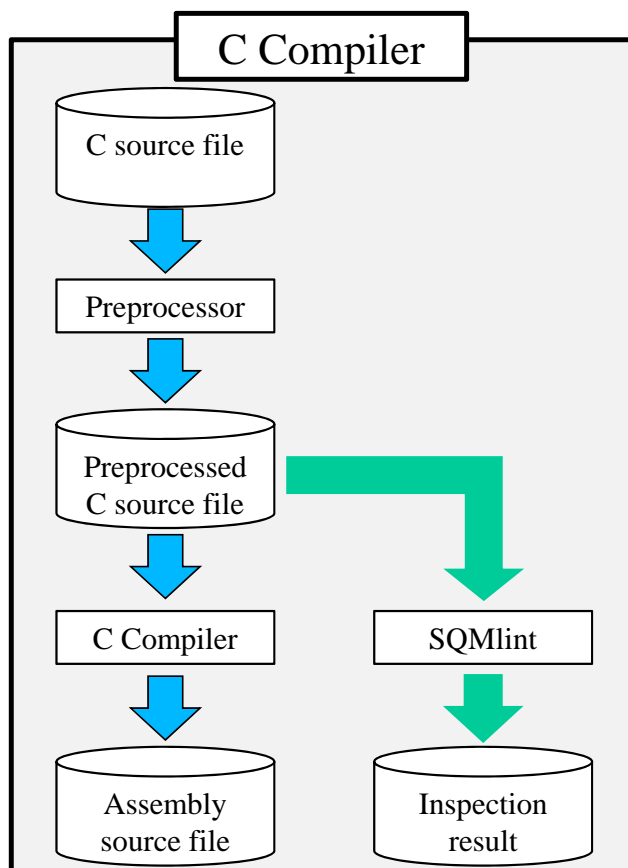 C Compiler
C source file
Preprocessor
Preprocessed
C source file
C Compiler
SQMlint
Assembly
source file
Inspection
result